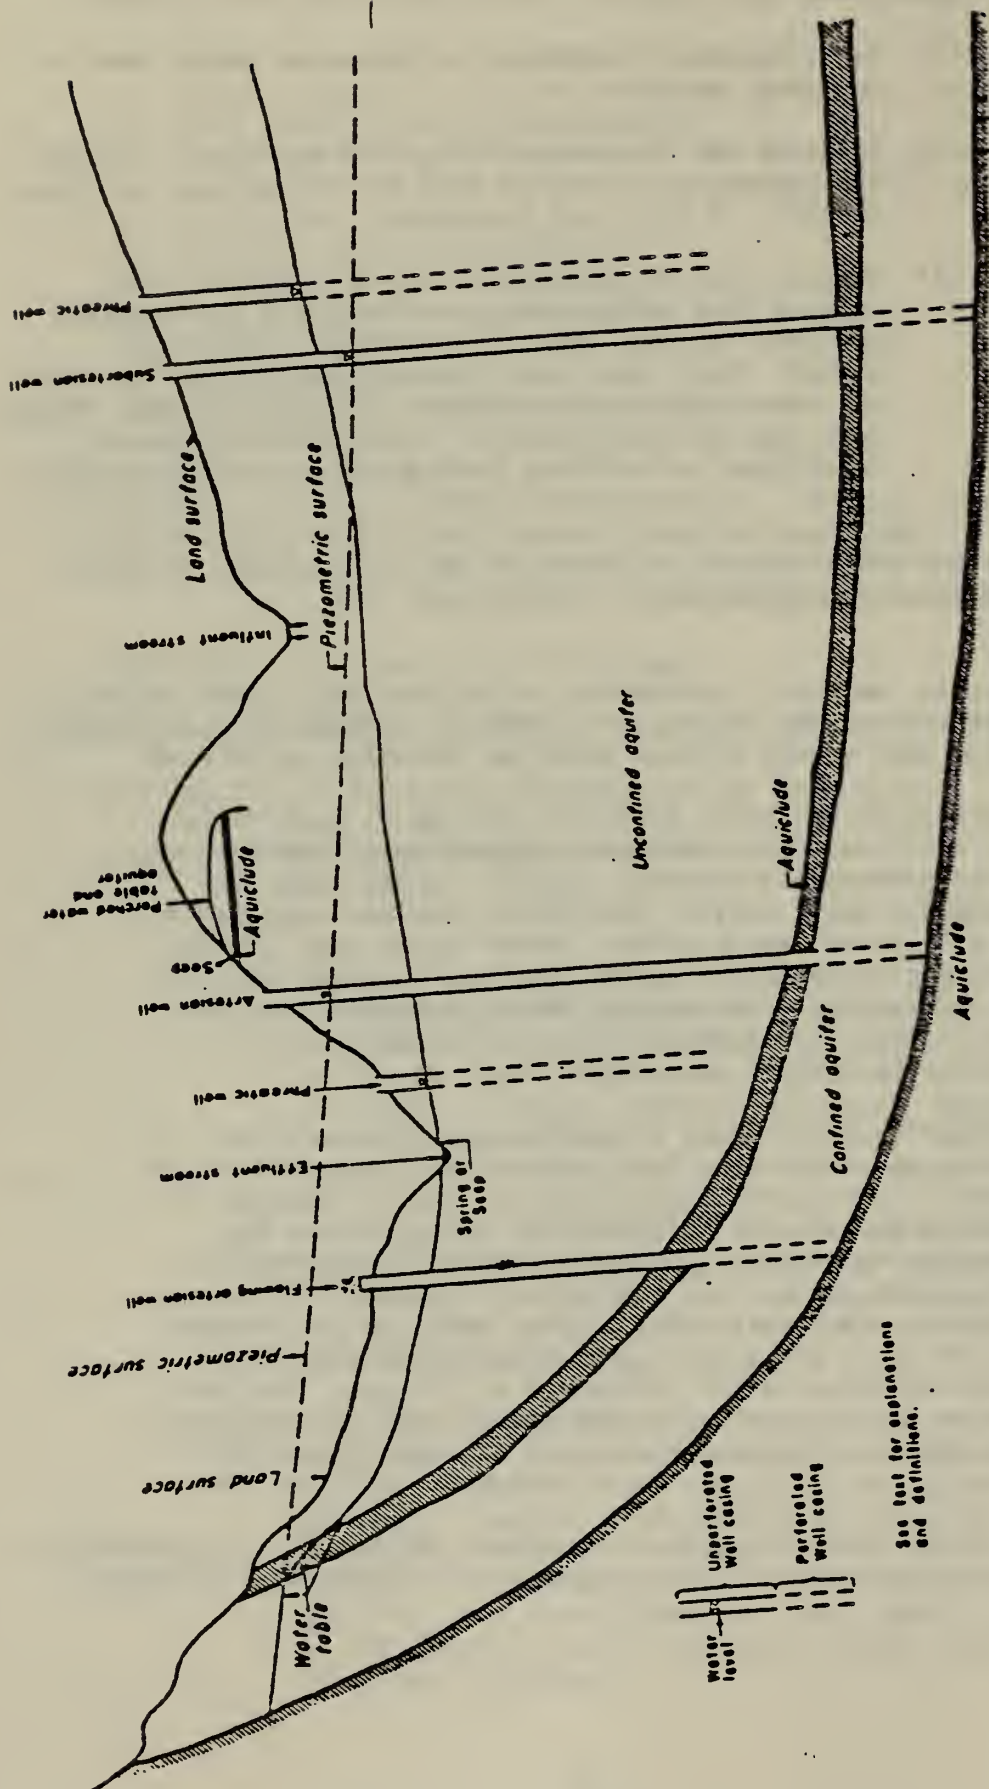 Phreatic well
Subartesian well
Land surface
Piezometric surface
Influent stream
Perched water
table and
aquifer
Aquiclude
Seep
Artesian well
Phreatic well
Effluent stream
Spring or
Seep
Flowing artesian well
Piezometric surface
Land surface
Water
table
Unconfined aquifer
Aquiclude
Confined aquifer
Aquiclude
Water
level
Unperforated
Well casing
Perforated
Well casing
See text for explanations
and definitions.